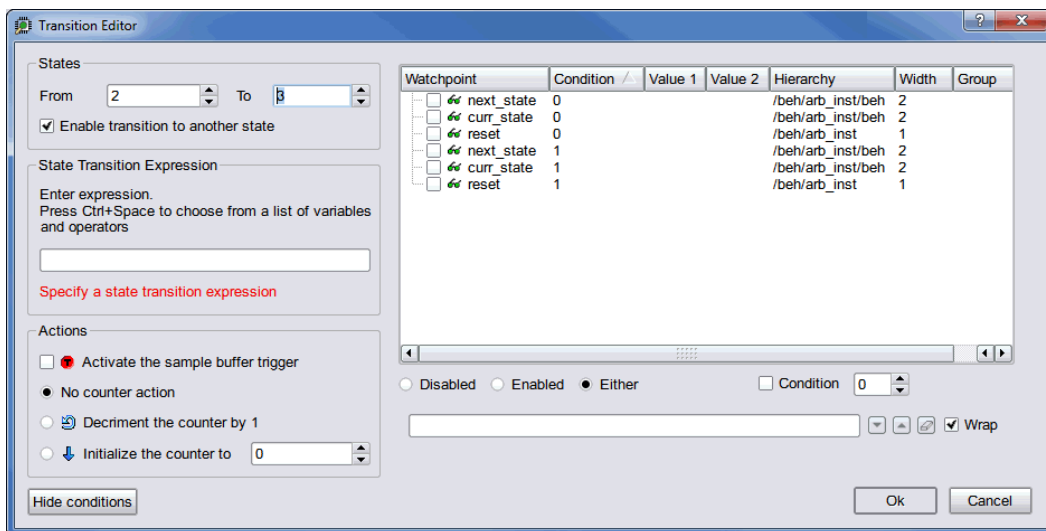 Transition Editor
States
From 2 To 3
Enable transition to another state
State Transition Expression
Enter expression.
Press Ctrl+Space to choose from a list of variables
and operators
Specify a state transition expression
Actions
Activate the sample buffer trigger
No counter action
Decriment the counter by 1
Initialize the counter to 0
Hide conditions
Watchpoint Condition Value 1 Value 2 Hierarchy Width Group
next_state 0 /beh/arb_inst/beh 2
curr_state 0 /beh/arb_inst/beh 2
reset 0 /beh/arb_inst 1
next_state 1 /beh/arb_inst/beh 2
curr_state 1 /beh/arb_inst/beh 2
reset 1 /beh/arb_inst 1
Disabled Enabled Either Condition 0
Wrap
Ok Cancel